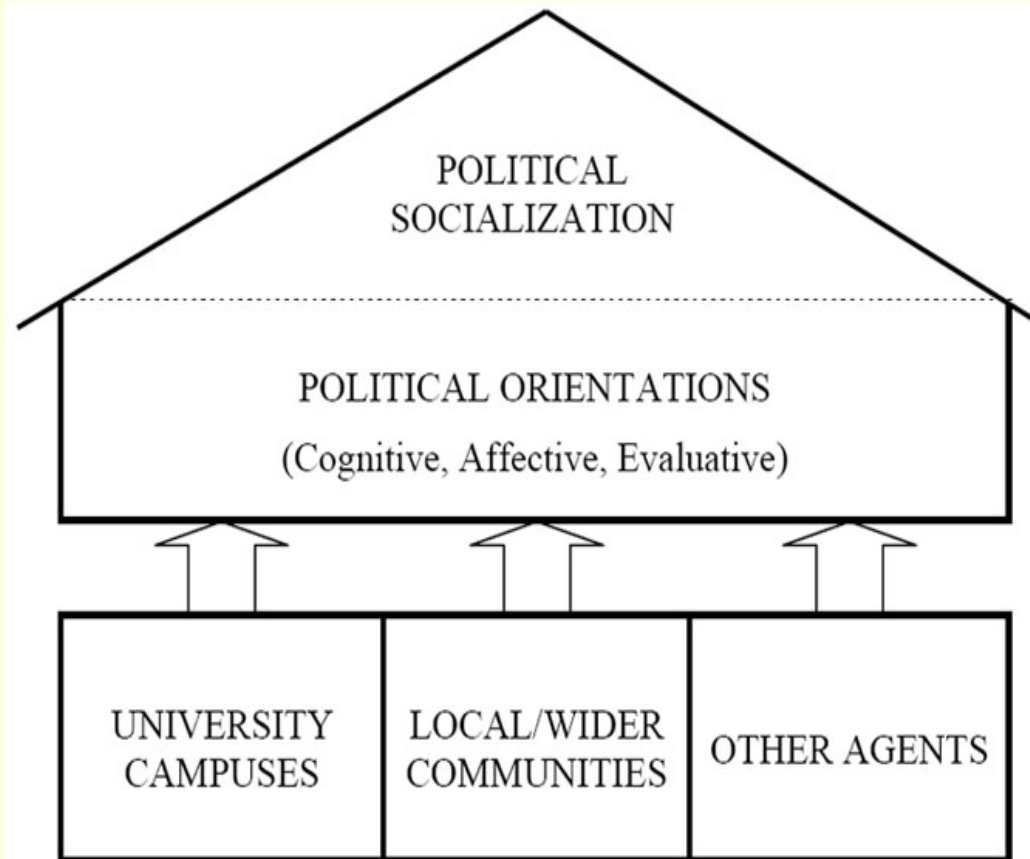 POLITICAL
SOCIALIZATION
POLITICAL ORIENTATIONS
(Cognitive, Affective, Evaluative)
UNIVERSITY
CAMPUSES
LOCAL/WIDER
COMMUNITIES
OTHER AGENTS